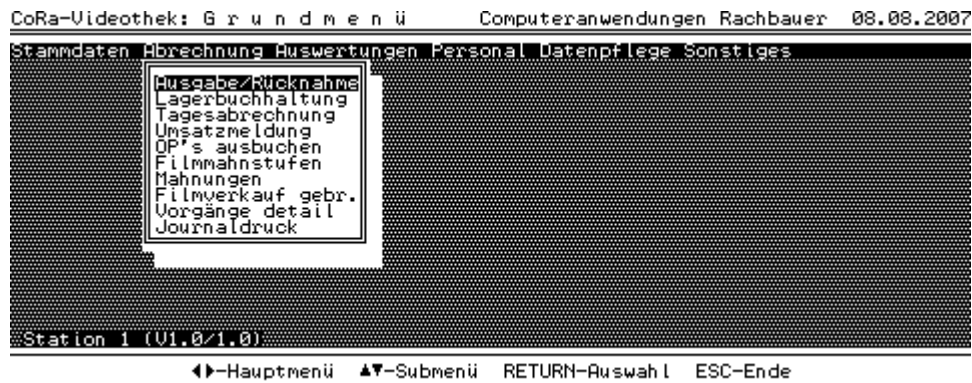 CoRa-Videothek: G r u n d m e n ü Computeranwendungen Rachbauer 08.08.2007
Stammdaten Abrechnung Auswertungen Personal Datenpflege Sonstiges
Ausgabe/Rücknahme
Lagerbuchhaltung
Tagesabrechnung
Umsatzmeldung
OP's ausbuchen
Filmmahnstufen
Mahnungen
Filmverkauf gebr.
Vorgänge detail
Journaldruck
Station 1 (V1.0/1.0)
◄►-Hauptmenü ▲▼-Submenü RETURN-Auswahl ESC-Ende